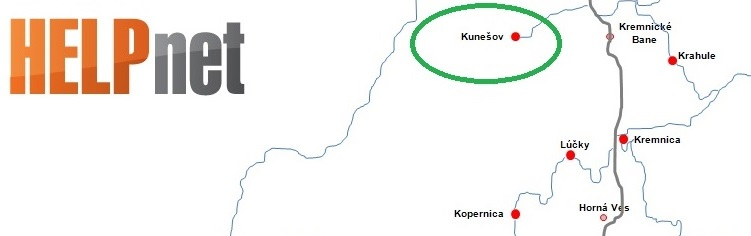 HELPnet
Kunešov
Kremnické
Bane
Krahule
Kremnica
Lúčky
Kopernica
Horná Ves